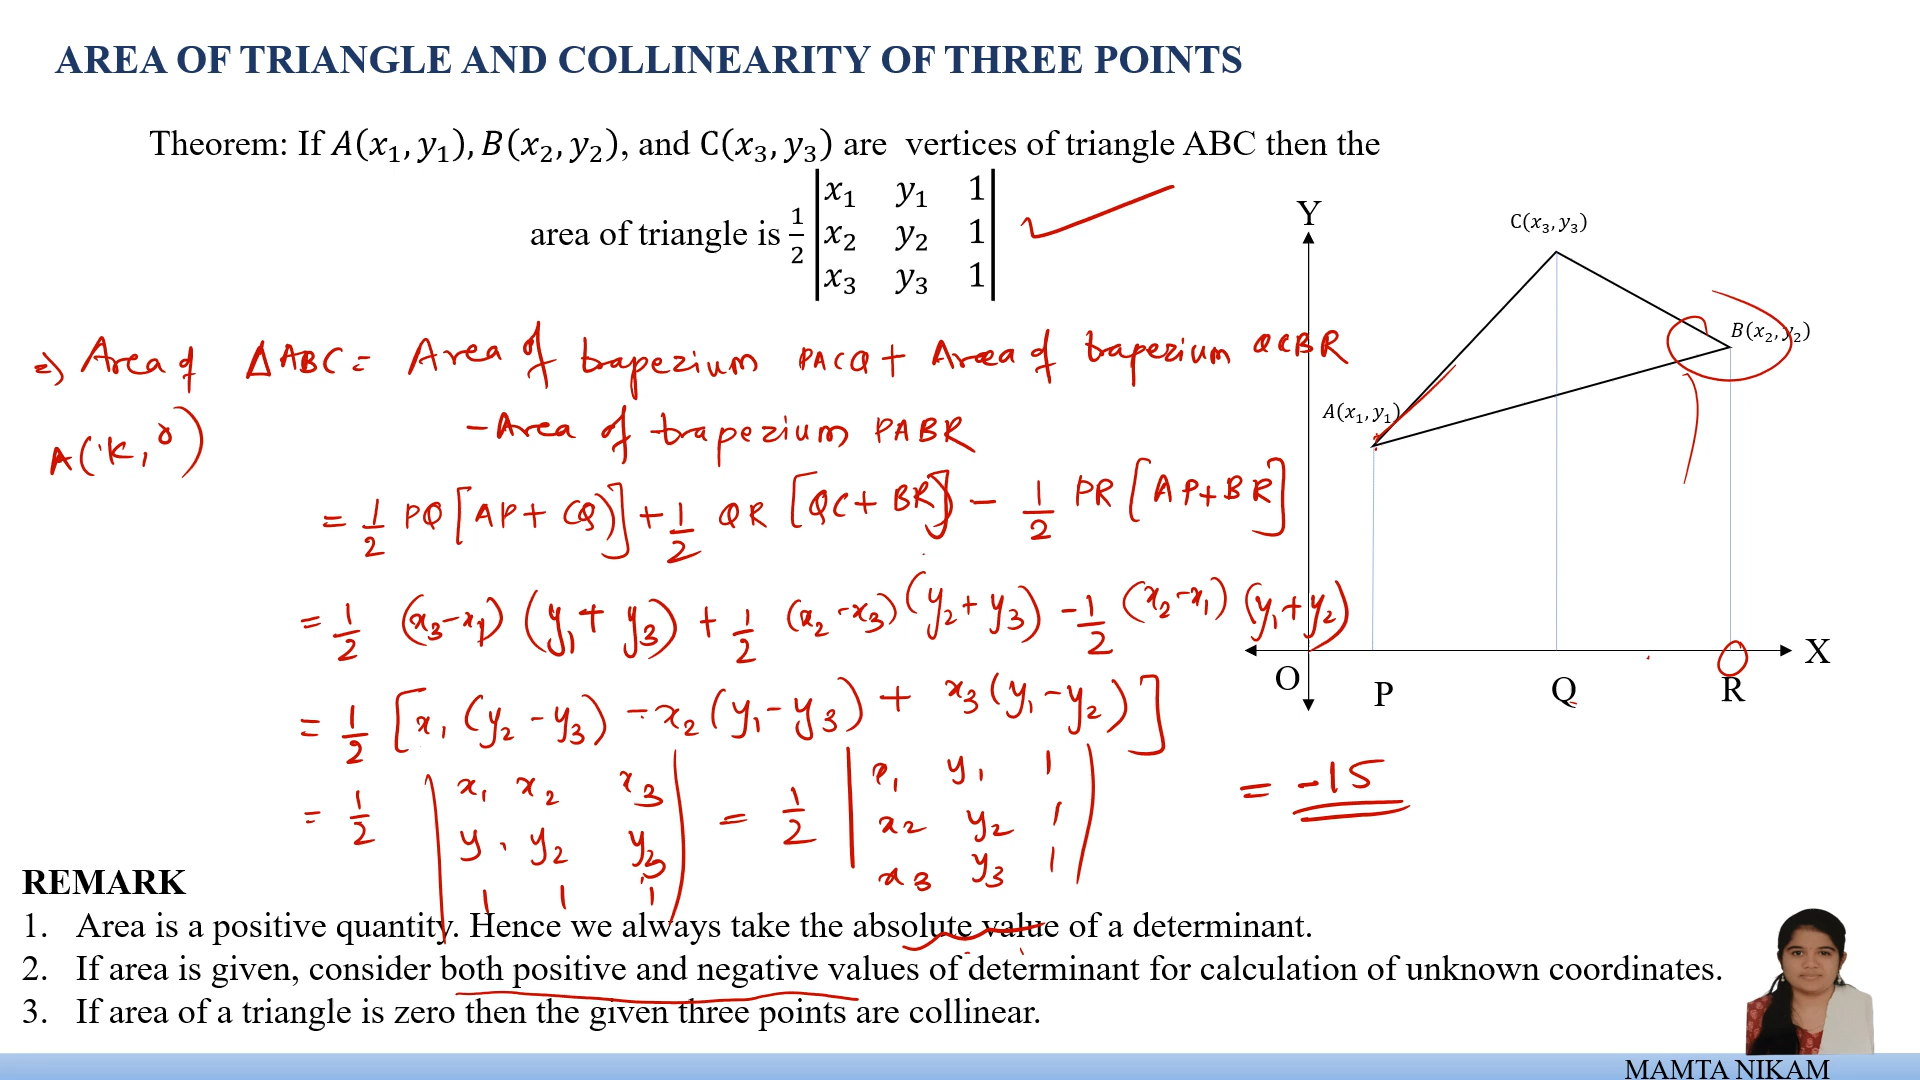 AREA OF TRIANGLE AND COLLINEARITY OF THREE POINTS
Theorem: If A(x₁, y₁), B(x₂, y₂), and C(x₃, y₃) are vertices of triangle ABC then the
area of triangle is 1/2 |x₁ y₁ 1
x₂ y₂ 1
x₃ y₃ 1|
Y
C(x₃, y₃)
B(x₂, y₂)
A(x₁, y₁)
O
P
Q
R
X
=) Area of ΔABC = Area of trapezium PACQ + Area of trapezium QCBR
- Area of trapezium PABR
A(k, 0)
= 1/2 PQ [AP + CQ] + 1/2 QR [QC + BR] - 1/2 PR [AP + BR]
= 1/2 (x₃-x₁) (y₁ + y₃) + 1/2 (x₂-x₃) (y₂ + y₃) - 1/2 (x₂-x₁) (y₁+y₂)
= 1/2 [x₁ (y₂ - y₃) - x₂ (y₁ - y₃) + x₃ (y₁ - y₂)]
= 1/2 |x₁ x₂ x₃
y₁ y₂ y₃
1 1 1|
= 1/2 |x₁ y₁ 1
x₂ y₂ 1
x₃ y₃ 1|
= -15
REMARK
1. Area is a positive quantity. Hence we always take the absolute value of a determinant.
2. If area is given, consider both positive and negative values of determinant for calculation of unknown coordinates.
3. If area of a triangle is zero then the given three points are collinear.
MAMTA NIKAM